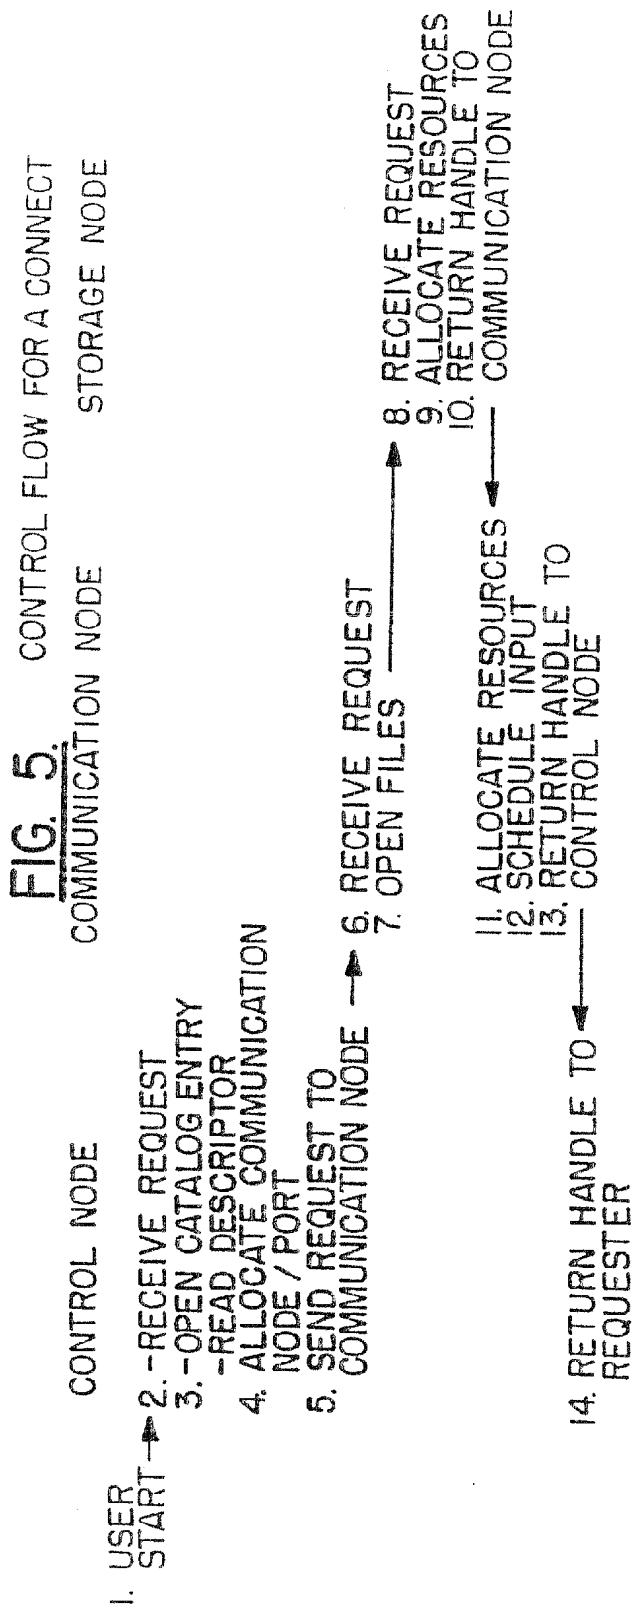 FIG. 5. CONTROL FLOW FOR A CONNECT
CONTROL NODE COMMUNICATION NODE STORAGE NODE
1. USER
START
2. -RECEIVE REQUEST
3. -OPEN CATALOG ENTRY
-READ DESCRIPTOR
4. ALLOCATE COMMUNICATION
NODE / PORT
5. SEND REQUEST TO
COMMUNICATION NODE
6. RECEIVE REQUEST
7. OPEN FILES
8. RECEIVE REQUEST
9. ALLOCATE RESOURCES
10. RETURN HANDLE TO
COMMUNICATION NODE
11. ALLOCATE RESOURCES
12. SCHEDULE INPUT
13. RETURN HANDLE TO
CONTROL NODE
14. RETURN HANDLE TO
REQUESTER